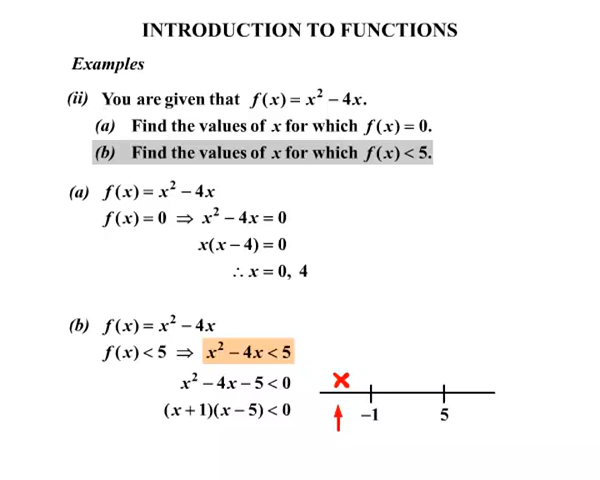 INTRODUCTION TO FUNCTIONS
Examples
(ii) You are given that f(x) = x² – 4x.
(a) Find the values of x for which f(x) = 0.
(b) Find the values of x for which f(x) < 5.
(a) f(x) = x² – 4x
f(x) = 0 ⇒ x² – 4x = 0
x(x – 4) = 0
∴ x = 0, 4
(b) f(x) = x² – 4x
f(x) < 5 ⇒ x² – 4x < 5
x² – 4x – 5 < 0
(x + 1)(x – 5) < 0
–1 5